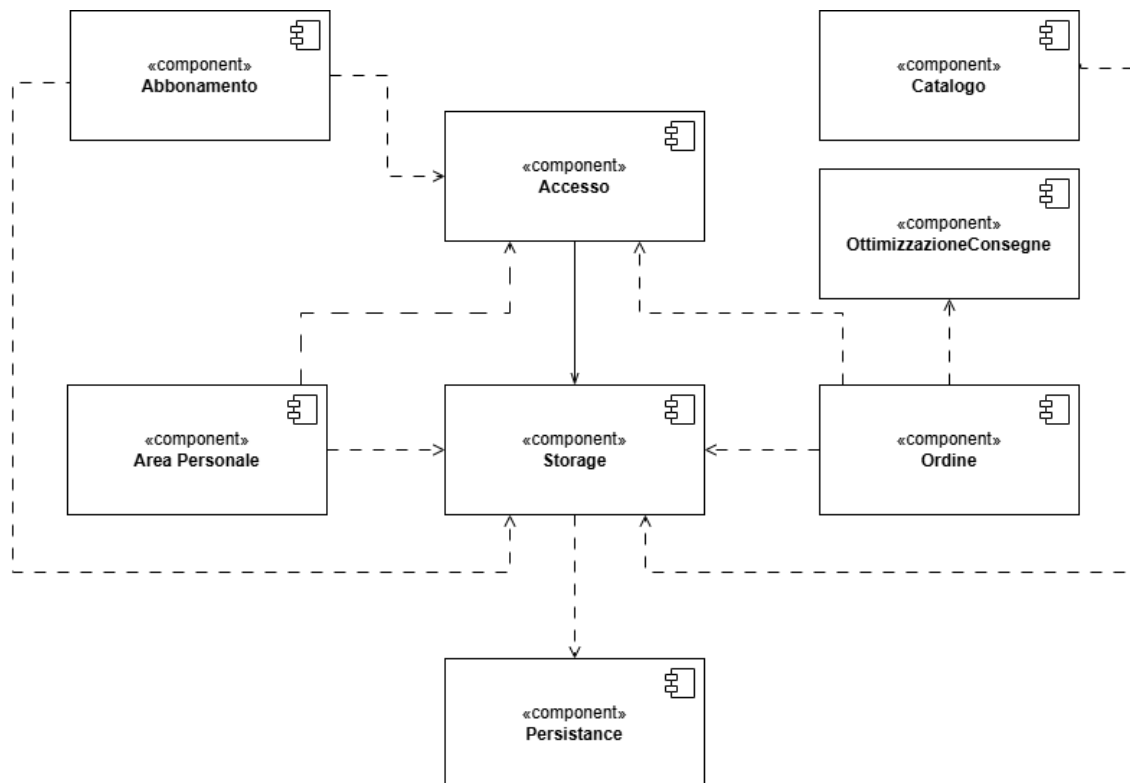 «component»
Abbonamento
«component»
Catalogo
«component»
Accesso
«component»
OttimizzazioneConsegne
«component»
Area Personale
«component»
Storage
«component»
Ordine
«component»
Persistance